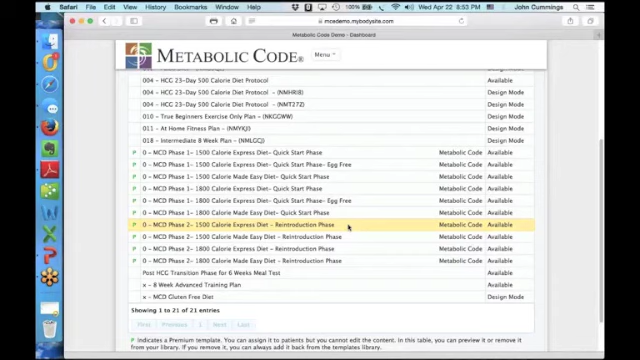 Safari File Edit View History Bookmarks Window Help 100% Wed Apr 22 8:53 PM John Cummings
mcedemo.mybodysite.com
Metabolic Code Demo - Dashboard
METABOLIC CODE Menu
004 - HCG 23-Day 500 Calorie Diet Protocol Available
004 - HCG 23-Day 500 Calorie Diet Protocol - (NMHRI8) Design Mode
004 - HCG 23-Day 500 Calorie Diet Protocol - (NMT27Z) Design Mode
010 - True Beginners Exercise Only Plan - (NKGGWW) Design Mode
011 - At Home Fitness Plan - (NMYKJ) Design Mode
018 - Intermediate 8 Week Plan - (NMLGCJ) Design Mode
P 0 - MCD Phase 1- 1500 Calorie Express Diet- Quick Start Phase Metabolic Code Available
P 0 - MCD Phase 1- 1500 Calorie Express Diet- Quick Start Phase- Egg Free Metabolic Code Available
P 0 - MCD Phase 1- 1500 Calorie Made Easy Diet- Quick Start Phase Metabolic Code Available
P 0 - MCD Phase 1- 1800 Calorie Express Diet- Quick Start Phase Metabolic Code Available
P 0 - MCD Phase 1- 1800 Calorie Express Diet- Quick Start Phase- Egg Free Metabolic Code Available
P 0 - MCD Phase 1- 1800 Calorie Made Easy Diet- Quick Start Phase Metabolic Code Available
P 0 - MCD Phase 2- 1500 Calorie Express Diet - Reintroduction Phase Metabolic Code Available
P 0 - MCD Phase 2- 1500 Calorie Made Easy Diet - Reintroduction Phase Metabolic Code Available
P 0 - MCD Phase 2- 1800 Calorie Express Diet - Reintroduction Phase Metabolic Code Available
P 0 - MCD Phase 2- 1800 Calorie Made Easy Diet - Reintroduction Phase Metabolic Code Available
Post HCG Transition Phase for 6 Weeks Meal Test Available
x - 8 Week Advanced Training Plan Available
x - MCD Gluten Free Diet Design Mode
Showing 1 to 21 of 21 entries
First Previous 1 Next Last
P Indicates a Premium template. You can assign it to patients but you cannot edit the content. In this table, you can preview it or remove it
from your library. If you remove it, you can always add it back from the templates library.